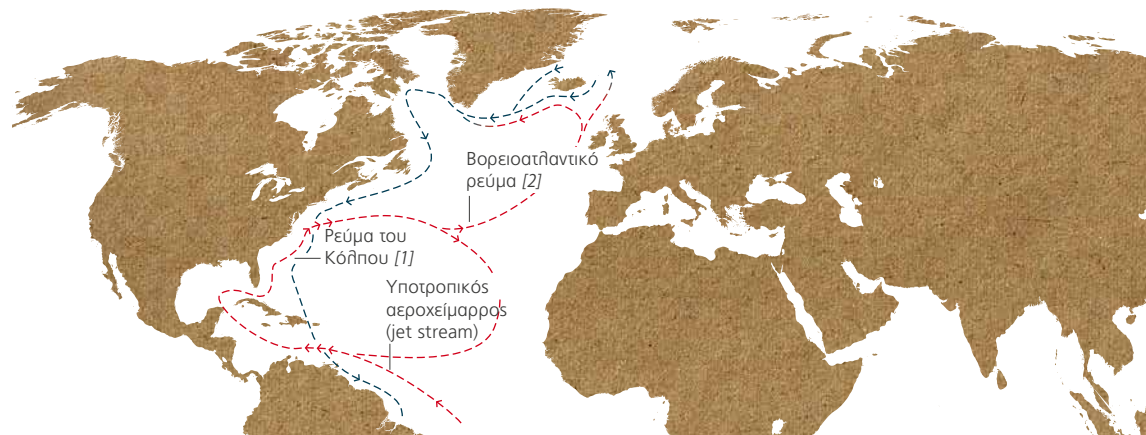 Βορειοατλαντικό
ρεύμα [2]
Ρεύμα του
Κόλπου [1]
Υποτροπικός
αεροχείμαρρος
(jet stream)